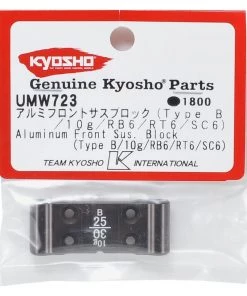 KYOSHO
Genuine Kyosho Parts
UMW723 ●1800
アルミフロントサスブロック(Type B
/10g/RB6/RT6/SC6)
Aluminum Front Sus. Block
(Type B/10g/RB6/RT6/SC6)
TEAM KYOSHO K INTERNATIONAL
B
25
30
10g